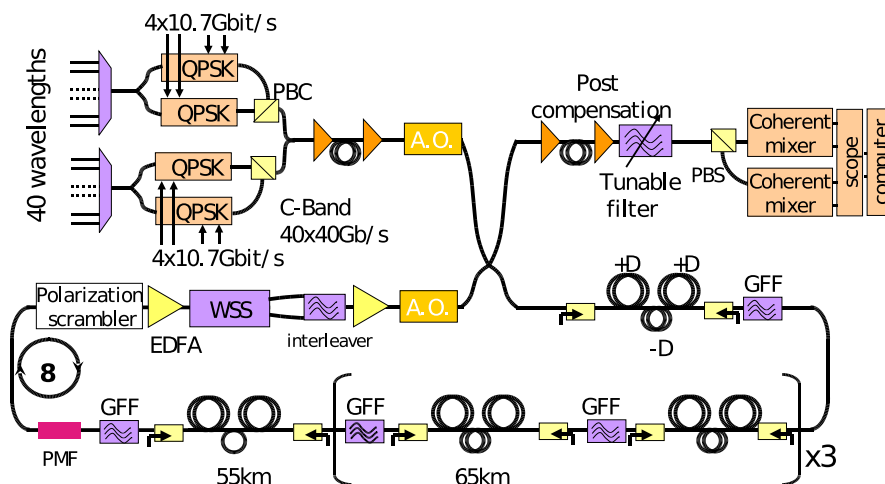 4x10.7Gbit/s
40 wavelengths
QPSK
QPSK
PBC
QPSK
QPSK
4x10.7Gbit/s
C-Band
40x40Gb/s
A.O.
Post
compensation
Tunable
filter
PBS
Coherent
mixer
Coherent
mixer
scope
computer
Polarization
scrambler
EDFA
WSS
interleaver
A.O.
+D
+D
-D
GFF
8
PMF
GFF
55km
GFF
65km
GFF
x3